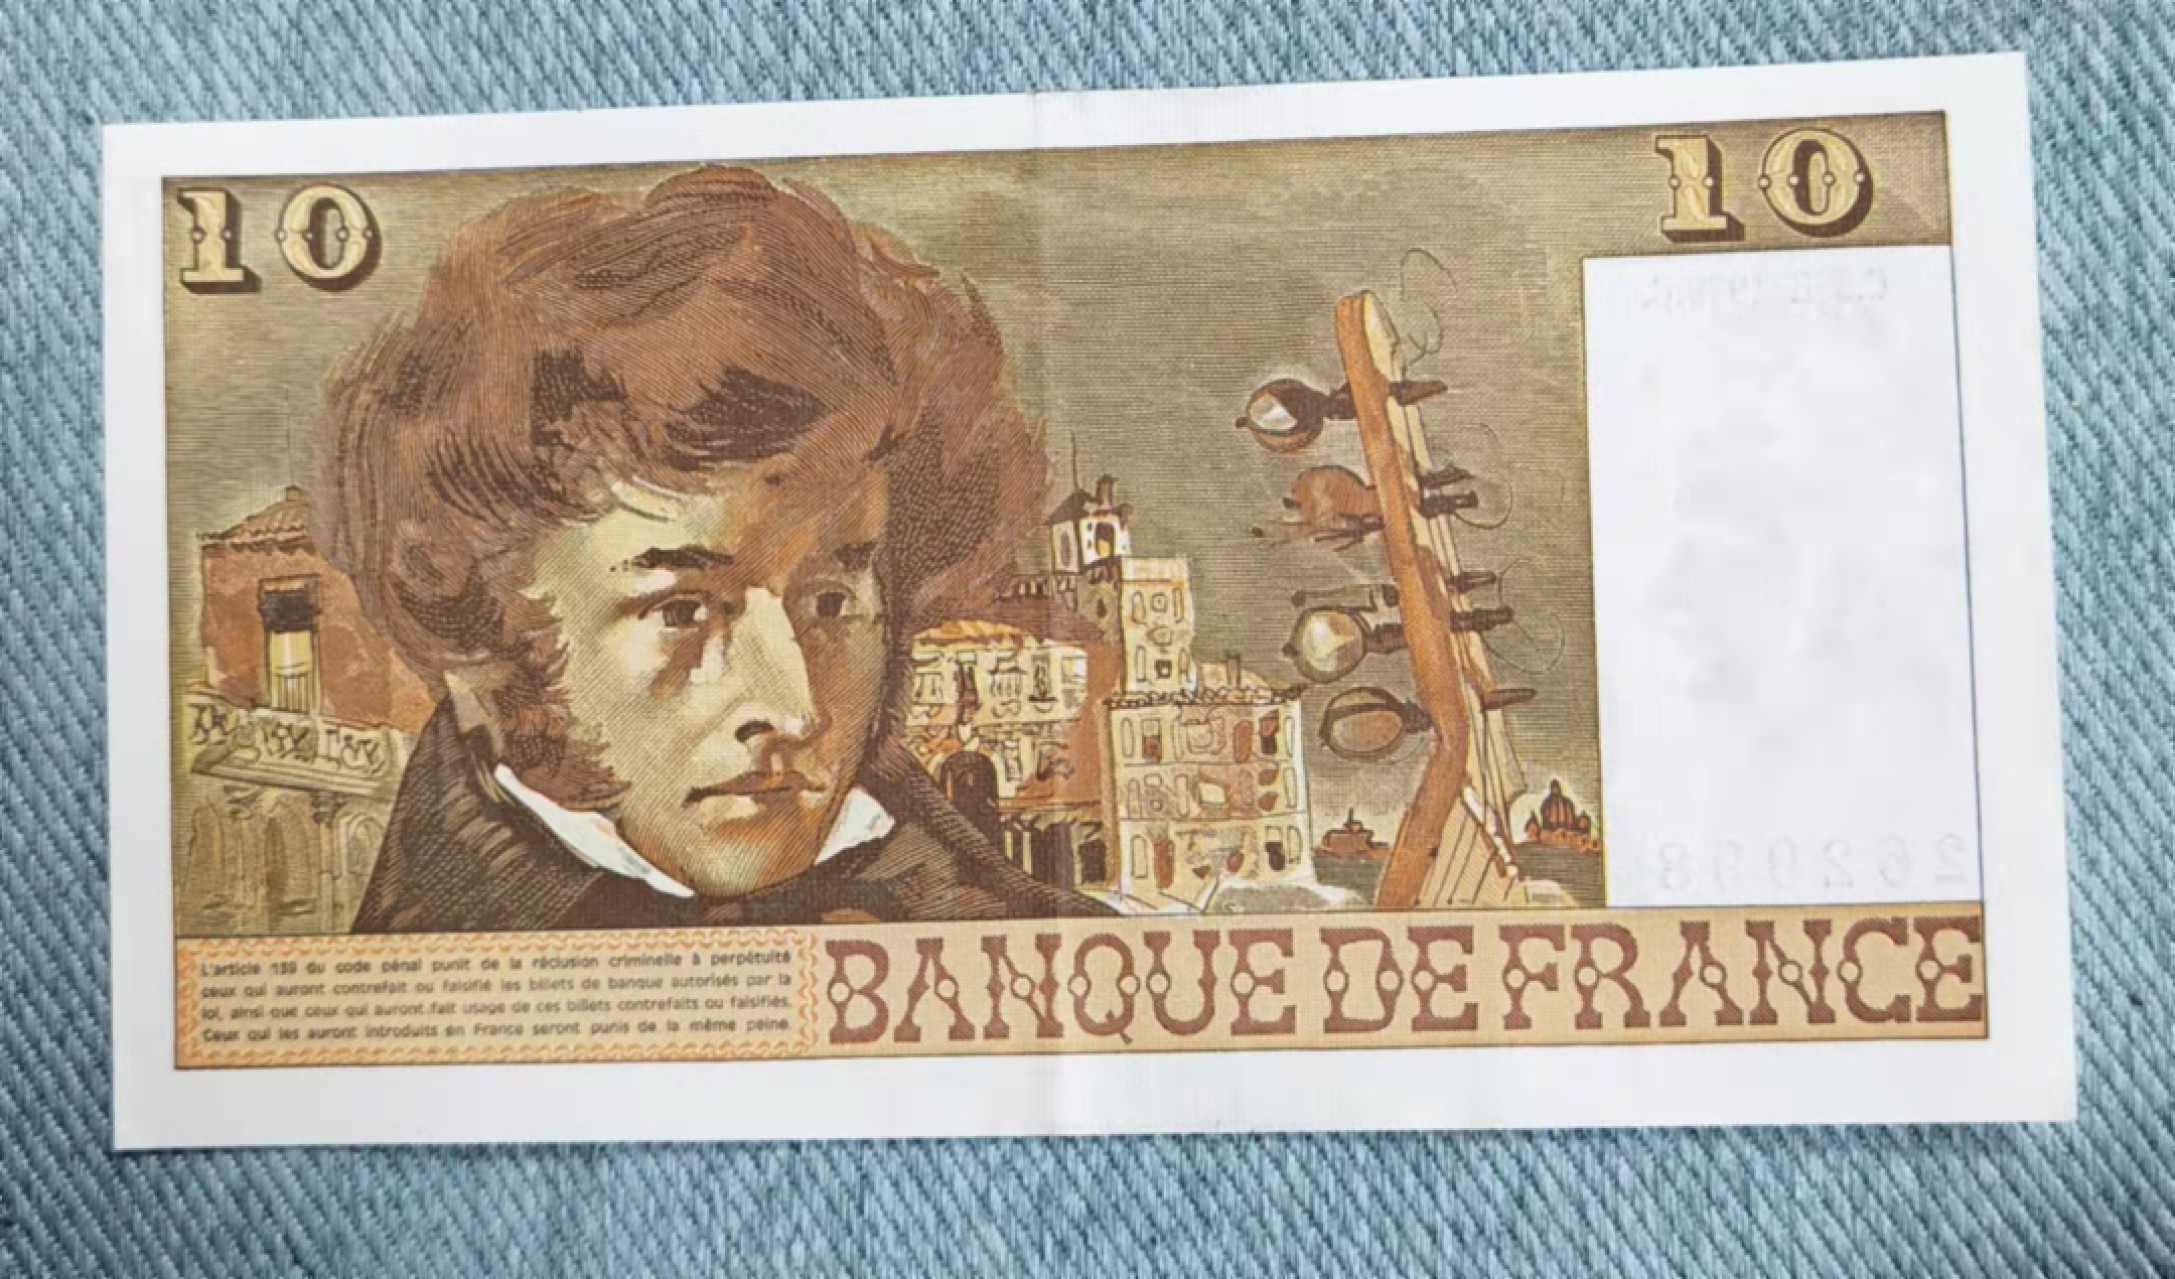 10
10
L'article 139 du code pénal punit de la réclusion criminelle à perpétuité
ceux qui auront contrefait ou falsifié les billets de banque autorisés par la
loi, ainsi que ceux qui auront fait usage de ces billets contrefaits ou falsifiés.
Ceux qui les auront introduits en France seront punis de la même peine.
BANQUE DE FRANCE